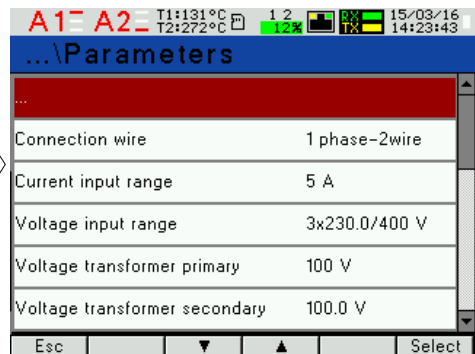 A1 A2 T1:131°C 1 2 RX 15/03/16
T2:272°C 12% TX 14:23:43
...\Parameters
...
Connection wire 1 phase-2wire
Current input range 5 A
Voltage input range 3x230.0/400 V
Voltage transformer primary 100 V
Voltage transformer secondary 100.0 V
Esc ▼ ▲ Select